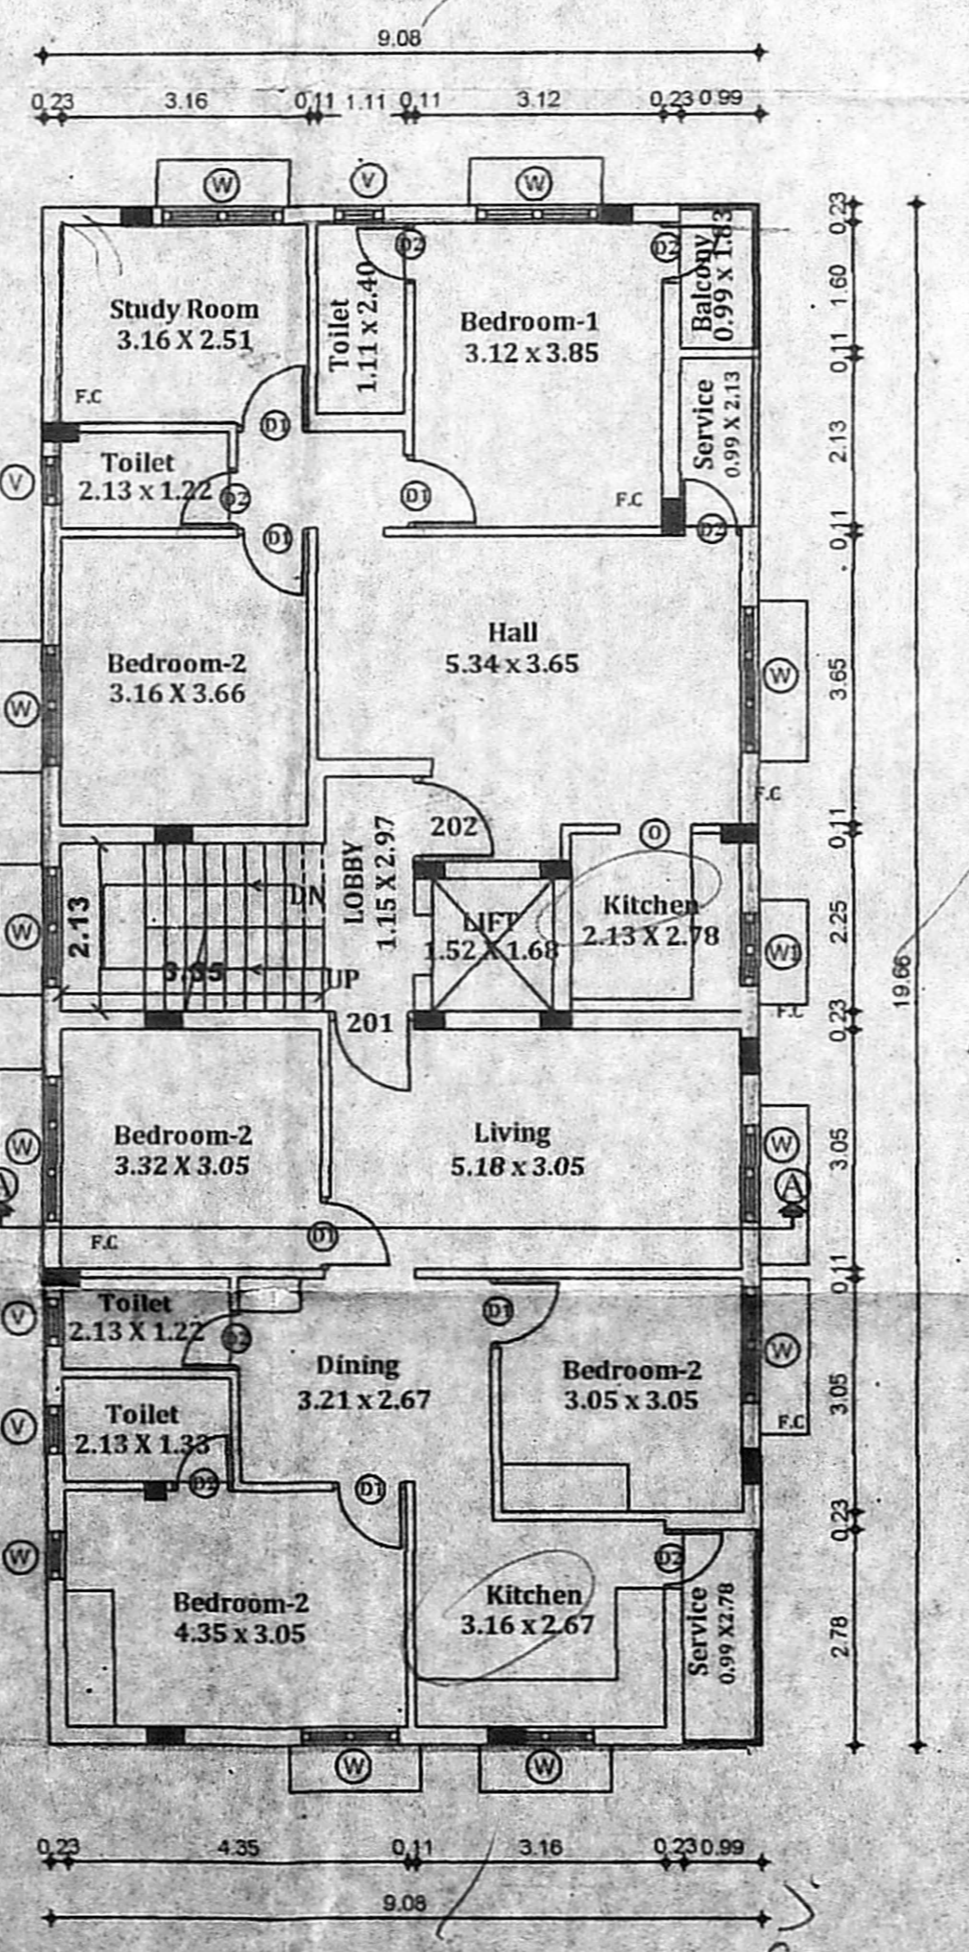 9.08
0.23 3.16 0.11 1.11 0.11 3.12 0.23 0.99
W
V
W
0.23
D2
D2
Balcony
0.99 x 1.83
1.60
Study Room
3.16 X 2.51
Toilet
1.11 x 2.40
Bedroom-1
3.12 x 3.85
0.11
F.C
Service
0.99 x 2.13
D1
2.13
V
Toilet
2.13 x 1.22
D2
D1
F.C
D2
D1
0.11
Hall
5.34 x 3.65
Bedroom-2
3.16 X 3.66
W
W
3.65
F.C
202
O
0.11
LOBBY
1.15 X 2.97
DN
2.13
W
LIFT
1.52 X 1.68
Kitchen
2.13 X 2.78
W1
2.25
3.35
UP
19.66
201
F.C
0.23
Bedroom-2
3.32 X 3.05
Living
5.18 x 3.05
W
W
3.05
A
A
D1
F.C
0.11
Toilet
2.13 X 1.22
V
D2
D1
Dining
3.21 x 2.67
Bedroom-2
3.05 x 3.05
W
3.05
Toilet
2.13 X 1.33
V
F.C
D2
D1
0.23
W
D2
Bedroom-2
4.35 x 3.05
Kitchen
3.16 x 2.67
Service
0.99 X2.78
2.78
W
W
0.23 4.35 0.11 3.16 0.23 0.99
9.08